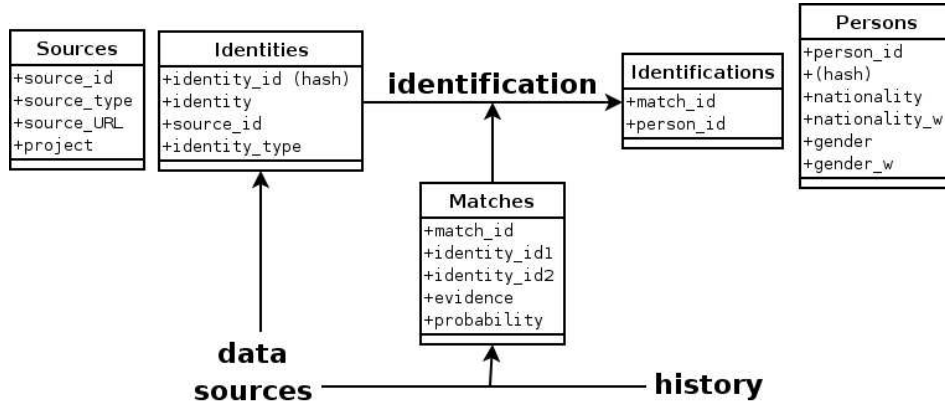 Sources
+source_id
+source_type
+source_URL
+project
Identities
+identity_id (hash)
+identity
+source_id
+identity_type
identification
Identifications
+match_id
+person_id
Persons
+person_id
+(hash)
+nationality
+nationality_w
+gender
+gender_w
Matches
+match_id
+identity_id1
+identity_id2
+evidence
+probability
data
sources
history